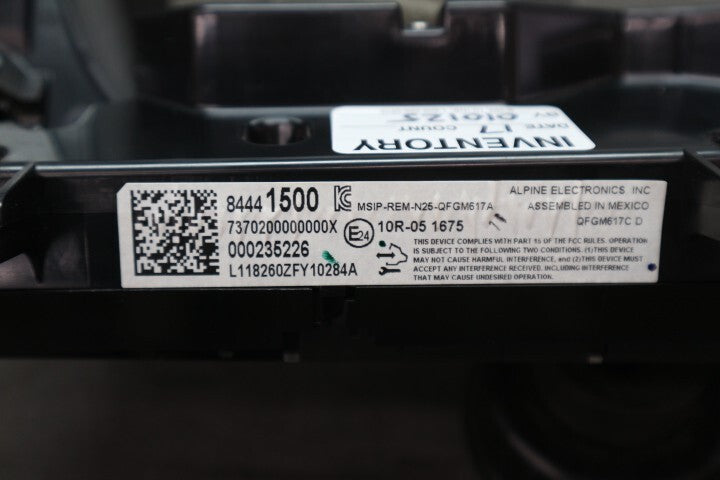 INVENTORY
COUNT
DATE 17
BY 010125
84441500
7370200000000X
000235226
L118260ZFY10284A
MSIP-REM-N25-QFGM617A
E24 10R-05 1675
ALPINE ELECTRONICS INC
ASSEMBLED IN MEXICO
QFGM617C D
THIS DEVICE COMPLIES WITH PART 15 OF THE FCC RULES. OPERATION
IS SUBJECT TO THE FOLLOWING TWO CONDITIONS. (1)THIS DEVICE
MAY NOT CAUSE HARMFUL INTERFERENCE, and (2)THIS DEVICE MUST
ACCEPT ANY INTERFERENCE RECEIVED, INCLUDING INTERFERENCE
THAT MAY CAUSE UNDESIRED OPERATION.